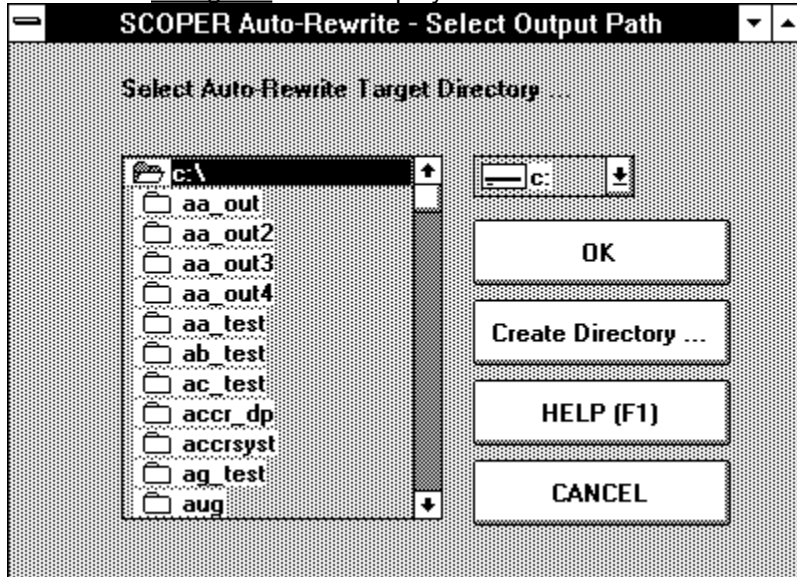 SCOPER Auto-Rewrite - Select Output Path
Select Auto-Rewrite Target Directory ...
c:\
aa_out
aa_out2
aa_out3
aa_out4
aa_test
ab_test
ac_test
accr_dp
accrsyst
ag_test
aug
c:
OK
Create Directory ...
HELP (F1)
CANCEL